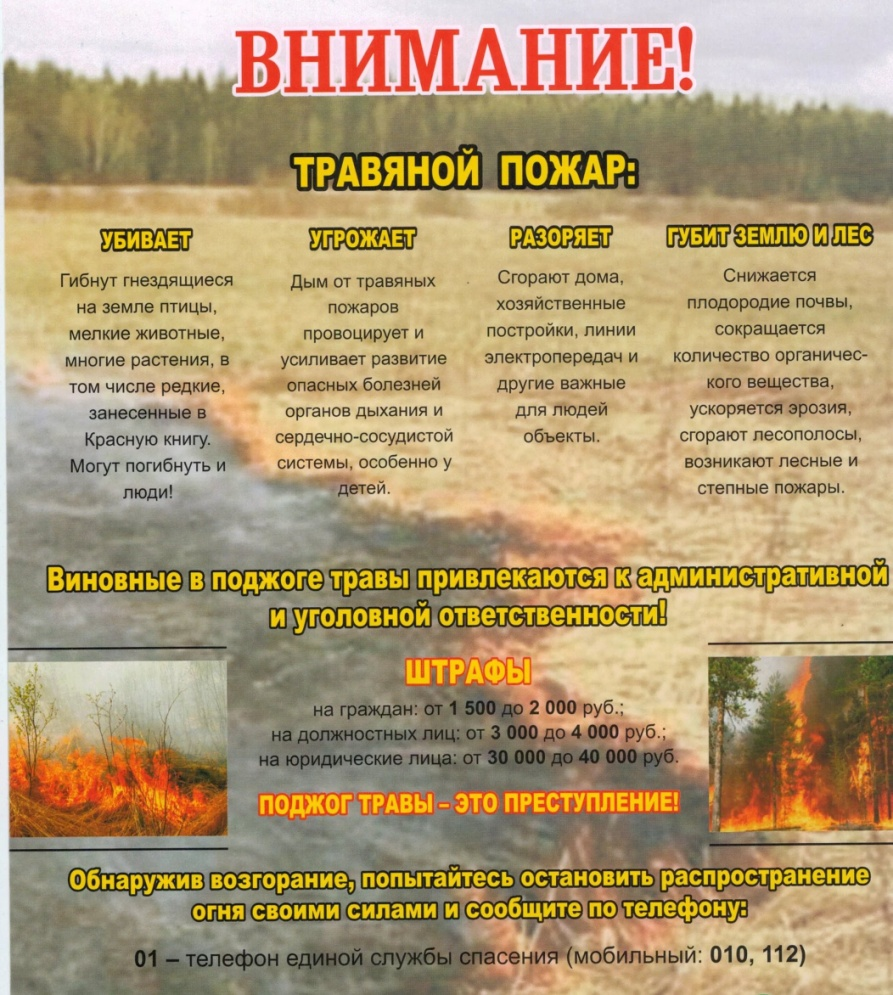 ВНИМАНИЕ!
ТРАВЯНОЙ ПОЖАР:
УБИВАЕТ
Гибнут гнездящиеся
на земле птицы,
мелкие животные,
многие растения, в
том числе редкие,
занесенные в
Красную книгу.
Могут погибнуть и
люди!
УГРОЖАЕТ
Дым от травяных
пожаров
провоцирует и
усиливает развитие
опасных болезней
органов дыхания и
сердечно-сосудистой
системы, особенно у
детей.
РАЗОРЯЕТ
Сгорают дома,
хозяйственные
постройки, линии
электропередач и
другие важные
для людей
объекты.
ГУБИТ ЗЕМЛЮ И ЛЕС
Снижается
плодородие почвы,
сокращается
количество органичес-
кого вещества,
ускоряется эрозия,
сгорают лесополосы,
возникают лесные и
степные пожары.
Виновные в поджоге травы привлекаются к административной
и уголовной ответственности!
ШТРАФЫ
на граждан: от 1 500 до 2 000 руб.;
на должностных лиц: от 3 000 до 4 000 руб.;
на юридические лица: от 30 000 до 40 000 руб.
ПОДЖОГ ТРАВЫ – ЭТО ПРЕСТУПЛЕНИЕ!
Обнаружив возгорание, попытайтесь остановить распространение
огня своими силами и сообщите по телефону:
01 – телефон единой службы спасения (мобильный: 010, 112)